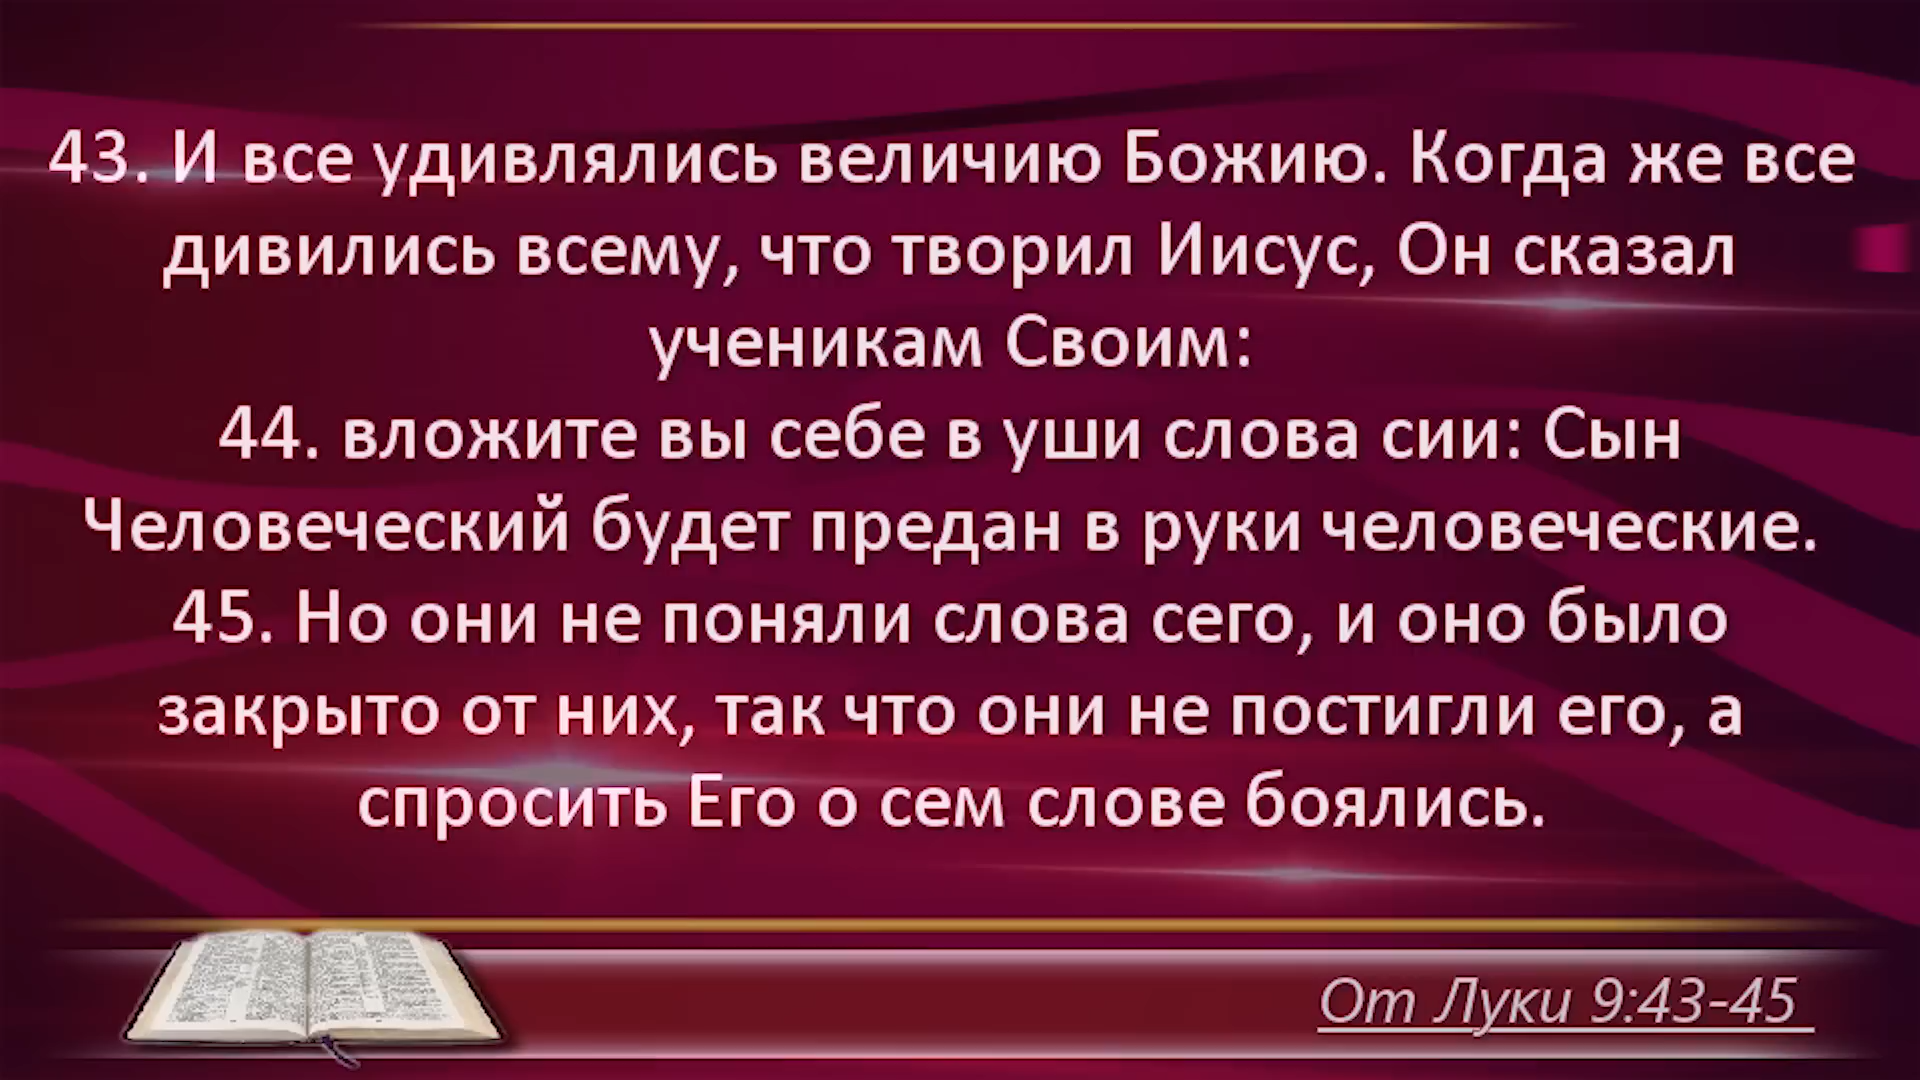 43. И все удивлялись величию Божию. Когда же все
дивились всему, что творил Иисус, Он сказал
ученикам Своим:
44. вложите вы себе в уши слова сии: Сын
Человеческий будет предан в руки человеческие.
45. Но они не поняли слова сего, и оно было
закрыто от них, так что они не постигли его, а
спросить Его о сем слове боялись.
От Луки 9:43-45